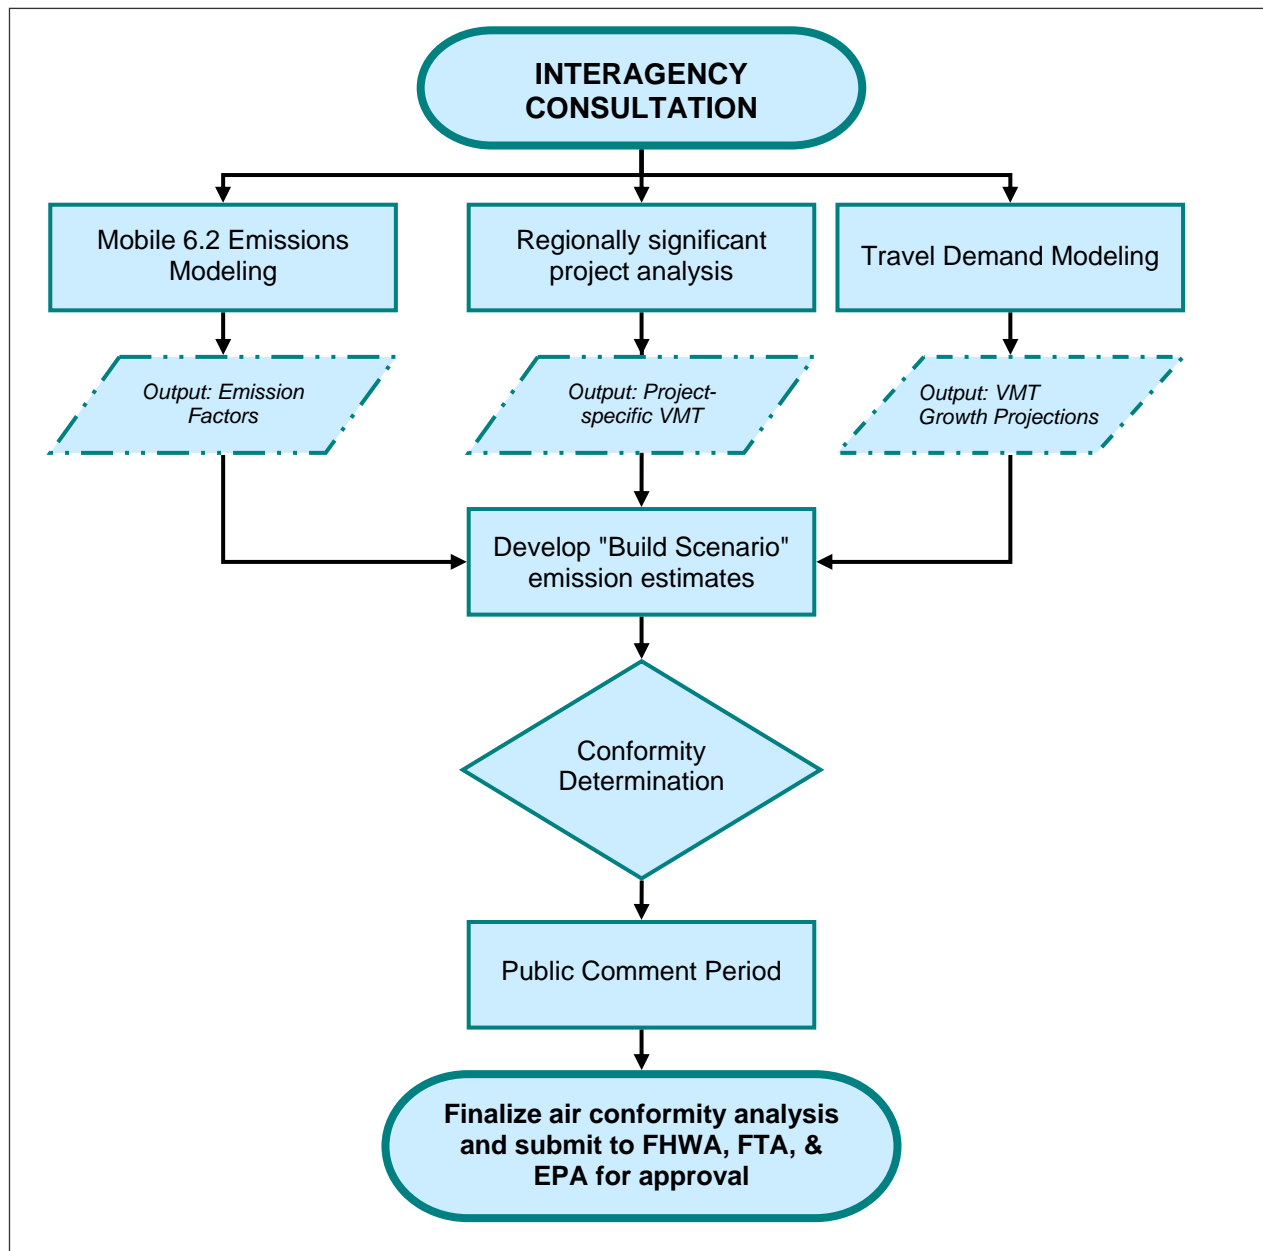 INTERAGENCY
CONSULTATION
Mobile 6.2 Emissions
Modeling
Regionally significant
project analysis
Travel Demand Modeling
Output: Emission
Factors
Output: Project-
specific VMT
Output: VMT
Growth Projections
Develop "Build Scenario"
emission estimates
Conformity
Determination
Public Comment Period
Finalize air conformity analysis
and submit to FHWA, FTA, &
EPA for approval